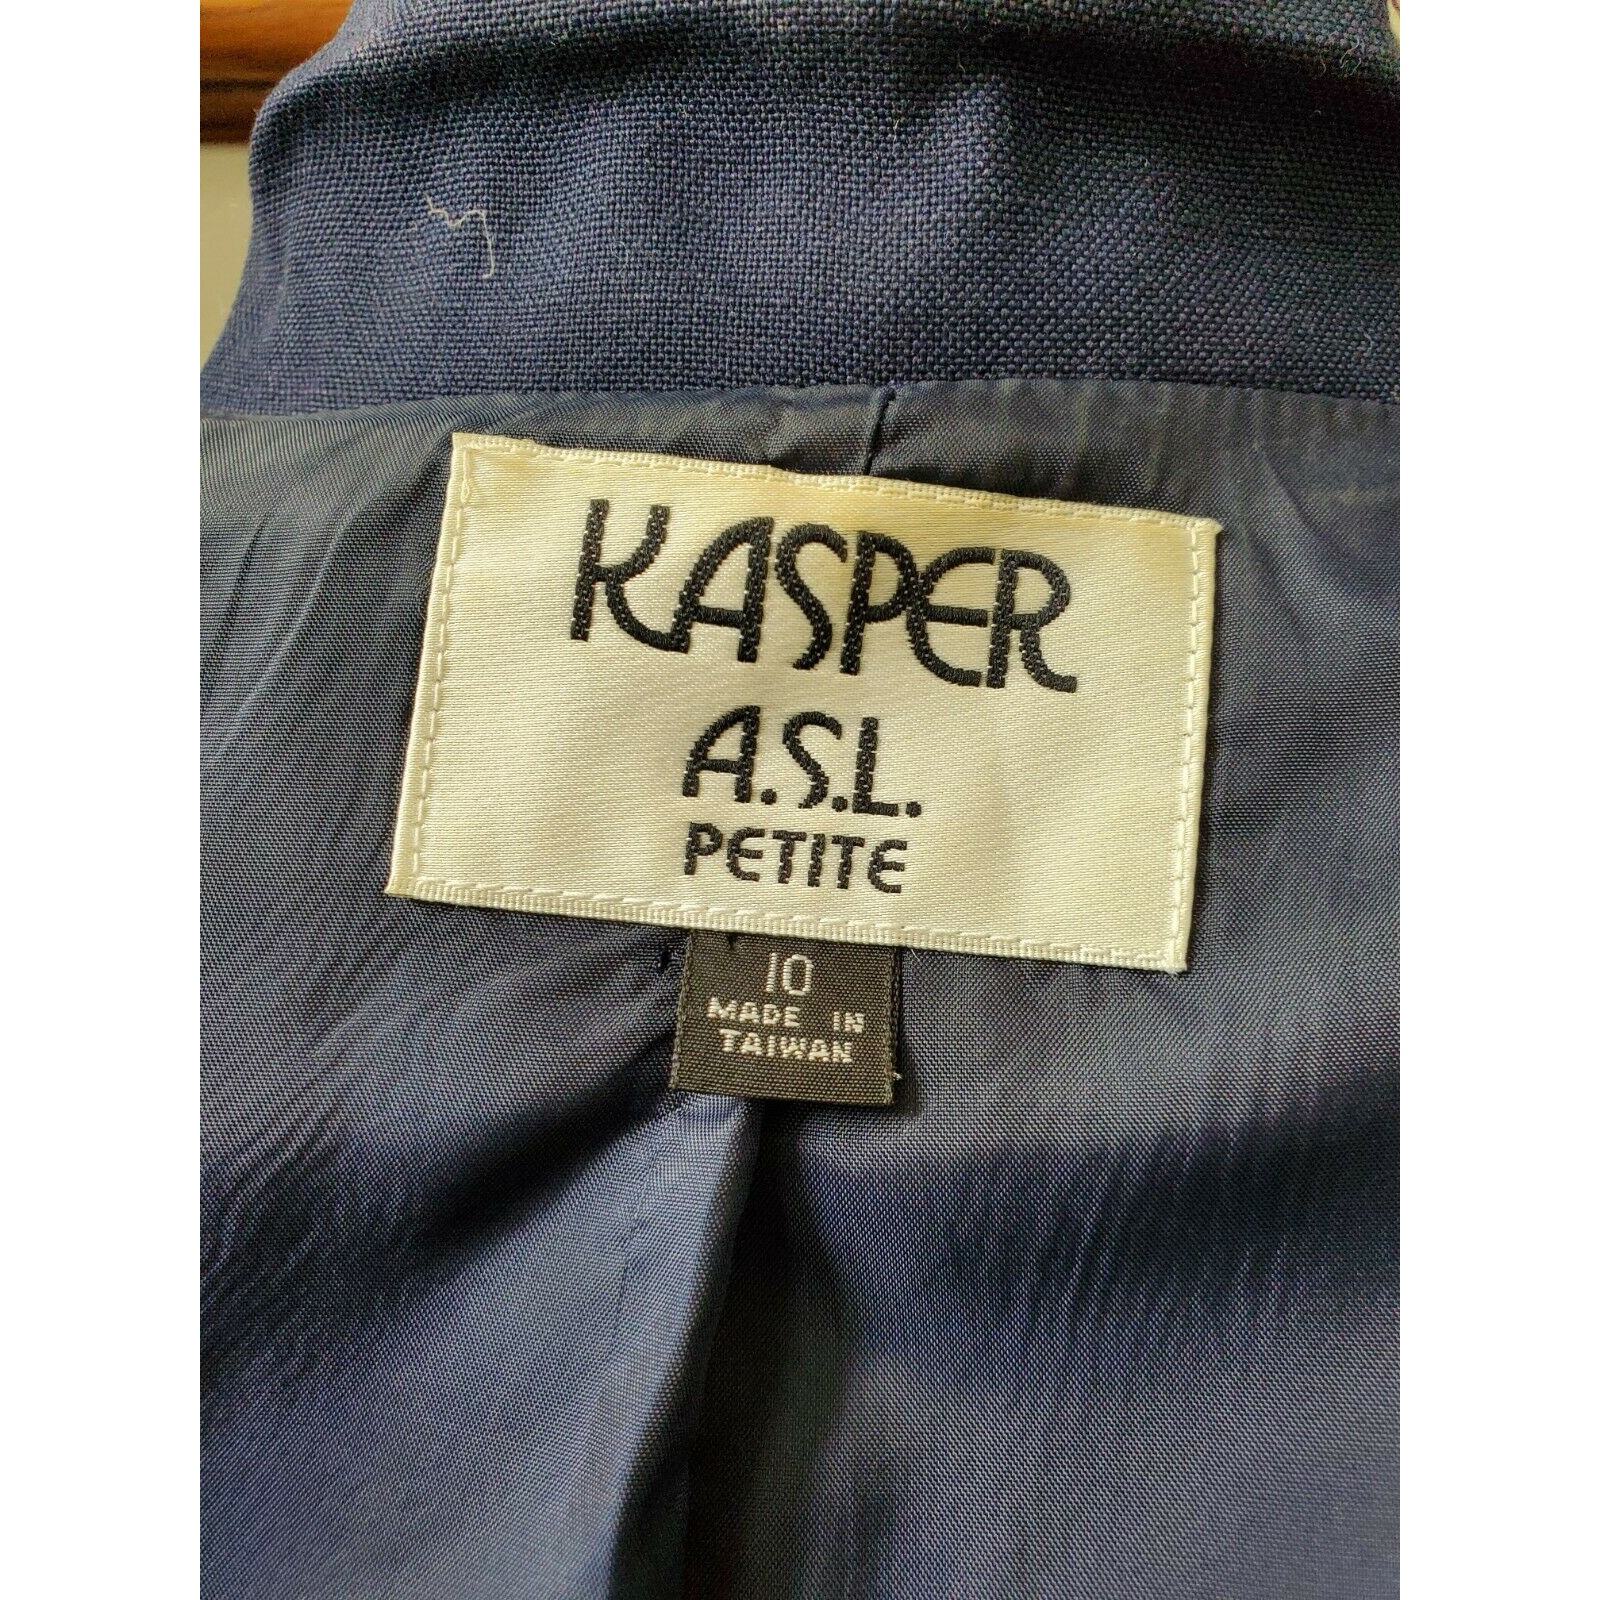 KASPER
A.S.L.
PETITE
10
MADE IN
TAIWAN